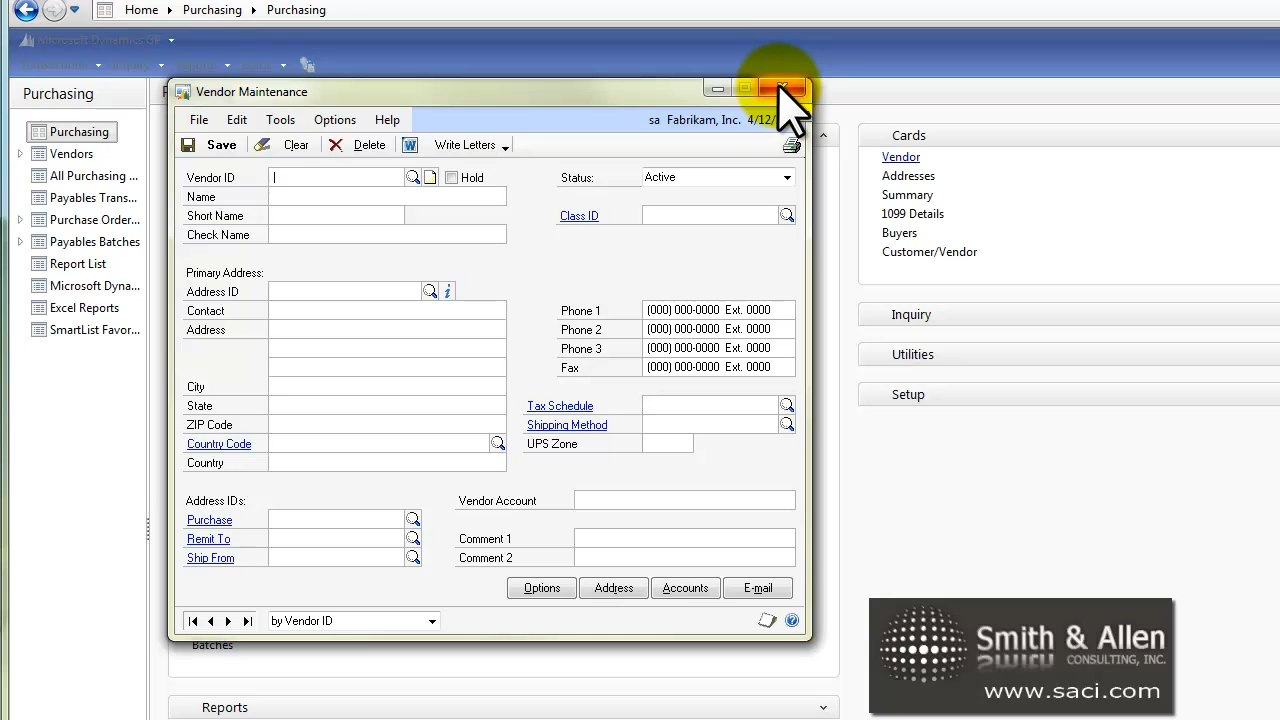 Home Purchasing Purchasing
Microsoft Dynamics GP
Purchasing
Purchasing
Vendors
All Purchasing ...
Payables Trans...
Purchase Order...
Payables Batches
Report List
Microsoft Dyna...
Excel Reports
SmartList Favor...
Vendor Maintenance
File Edit Tools Options Help
sa Fabrikam, Inc. 4/12/
Save Clear Delete Write Letters
Vendor ID Hold Status: Active
Name
Short Name Class ID
Check Name
Primary Address:
Address ID
Contact Phone 1 (000) 000-0000 Ext. 0000
Address Phone 2 (000) 000-0000 Ext. 0000
Phone 3 (000) 000-0000 Ext. 0000
Fax (000) 000-0000 Ext. 0000
City
State Tax Schedule
ZIP Code Shipping Method
Country Code UPS Zone
Country
Address IDs: Vendor Account
Purchase
Remit To Comment 1
Ship From Comment 2
Options Address Accounts E-mail
by Vendor ID
Batches
Reports
Cards
Vendor
Addresses
Summary
1099 Details
Buyers
Customer/Vendor
Inquiry
Utilities
Setup
Smith & Allen
CONSULTING, INC.
www.saci.com